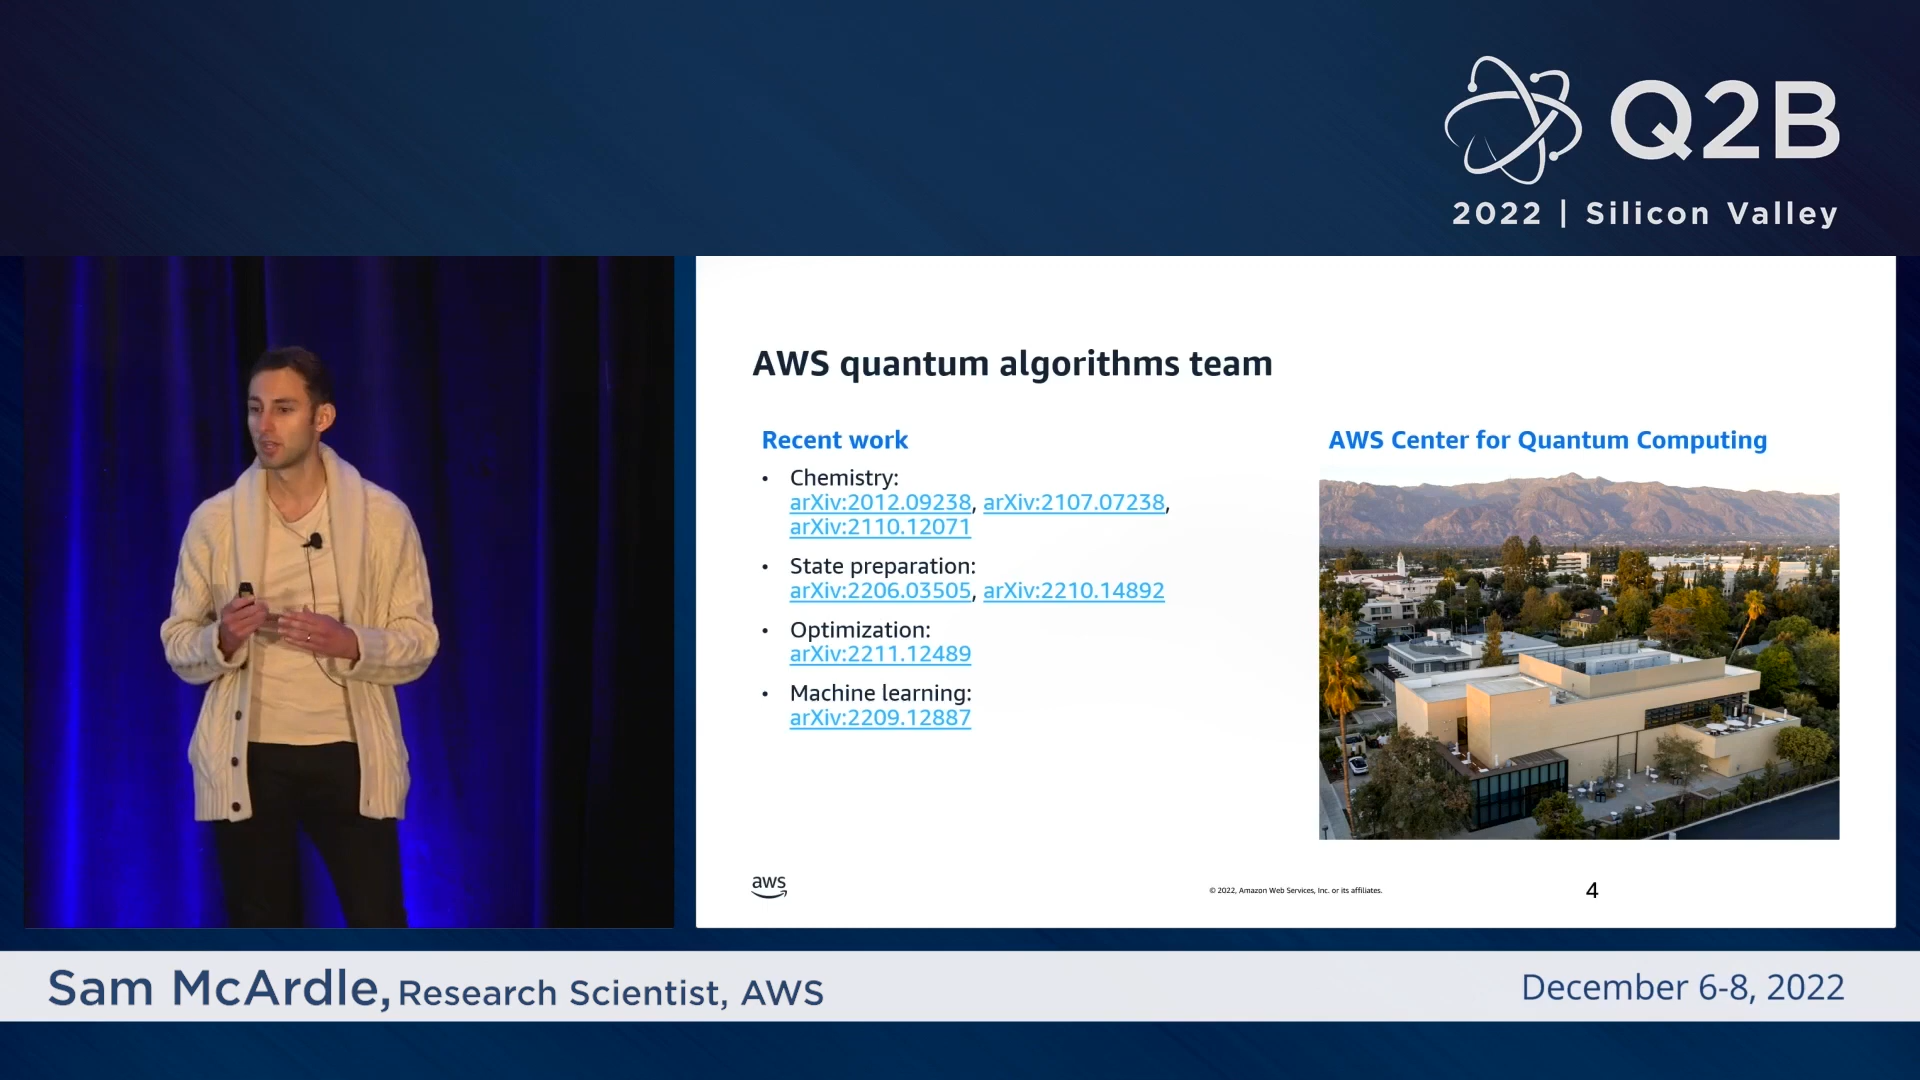 Q2B
2022 | Silicon Valley
AWS quantum algorithms team
Recent work
• Chemistry:
arXiv:2012.09238, arXiv:2107.07238,
arXiv:2110.12071
• State preparation:
arXiv:2206.03505, arXiv:2210.14892
• Optimization:
arXiv:2211.12489
• Machine learning:
arXiv:2209.12887
AWS Center for Quantum Computing
aws
© 2022, Amazon Web Services, Inc. or its affiliates.
4
Sam McArdle, Research Scientist, AWS
December 6-8, 2022